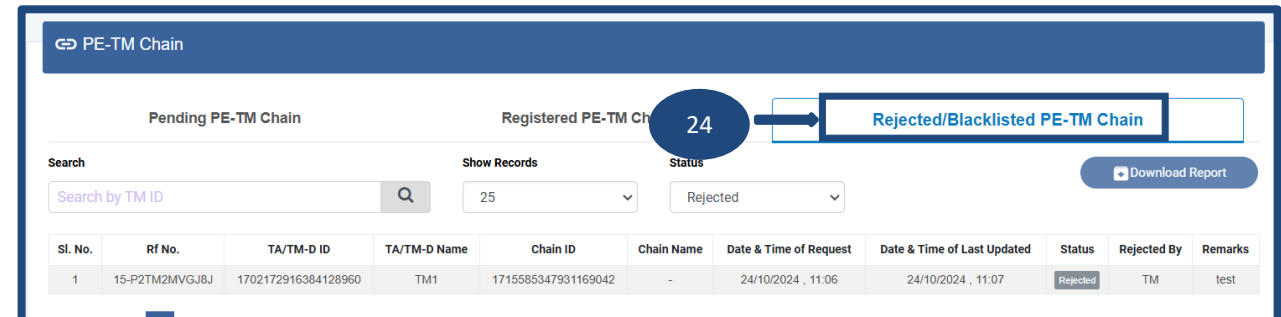 PE-TM Chain
Pending PE-TM Chain
Registered PE-TM Ch
24
Rejected/Blacklisted PE-TM Chain
Search
Show Records
Status
Search by TM ID
25
Rejected
Download Report
Sl. No. Rf No. TA/TM-D ID TA/TM-D Name Chain ID Chain Name Date & Time of Request Date & Time of Last Updated Status Rejected By Remarks
1 15-P2TM2MVGJ8J 1702172916384128960 TM1 1715585347931169042 - 24/10/2024 , 11:06 24/10/2024 , 11:07 Rejected TM test